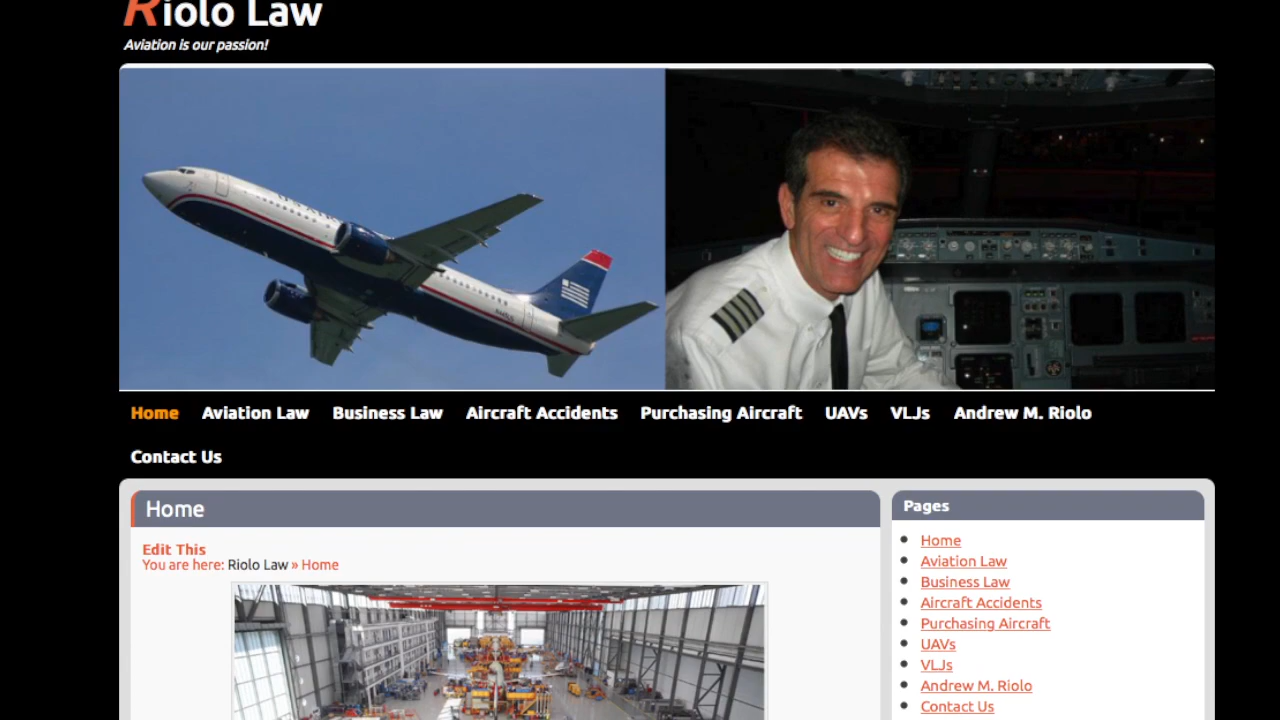 Riolo Law
Aviation is our passion!
Home Aviation Law Business Law Aircraft Accidents Purchasing Aircraft UAVs VLJs Andrew M. Riolo
Contact Us
Home
Edit This
You are here: Riolo Law » Home
Pages
Home
Aviation Law
Business Law
Aircraft Accidents
Purchasing Aircraft
UAVs
VLJs
Andrew M. Riolo
Contact Us